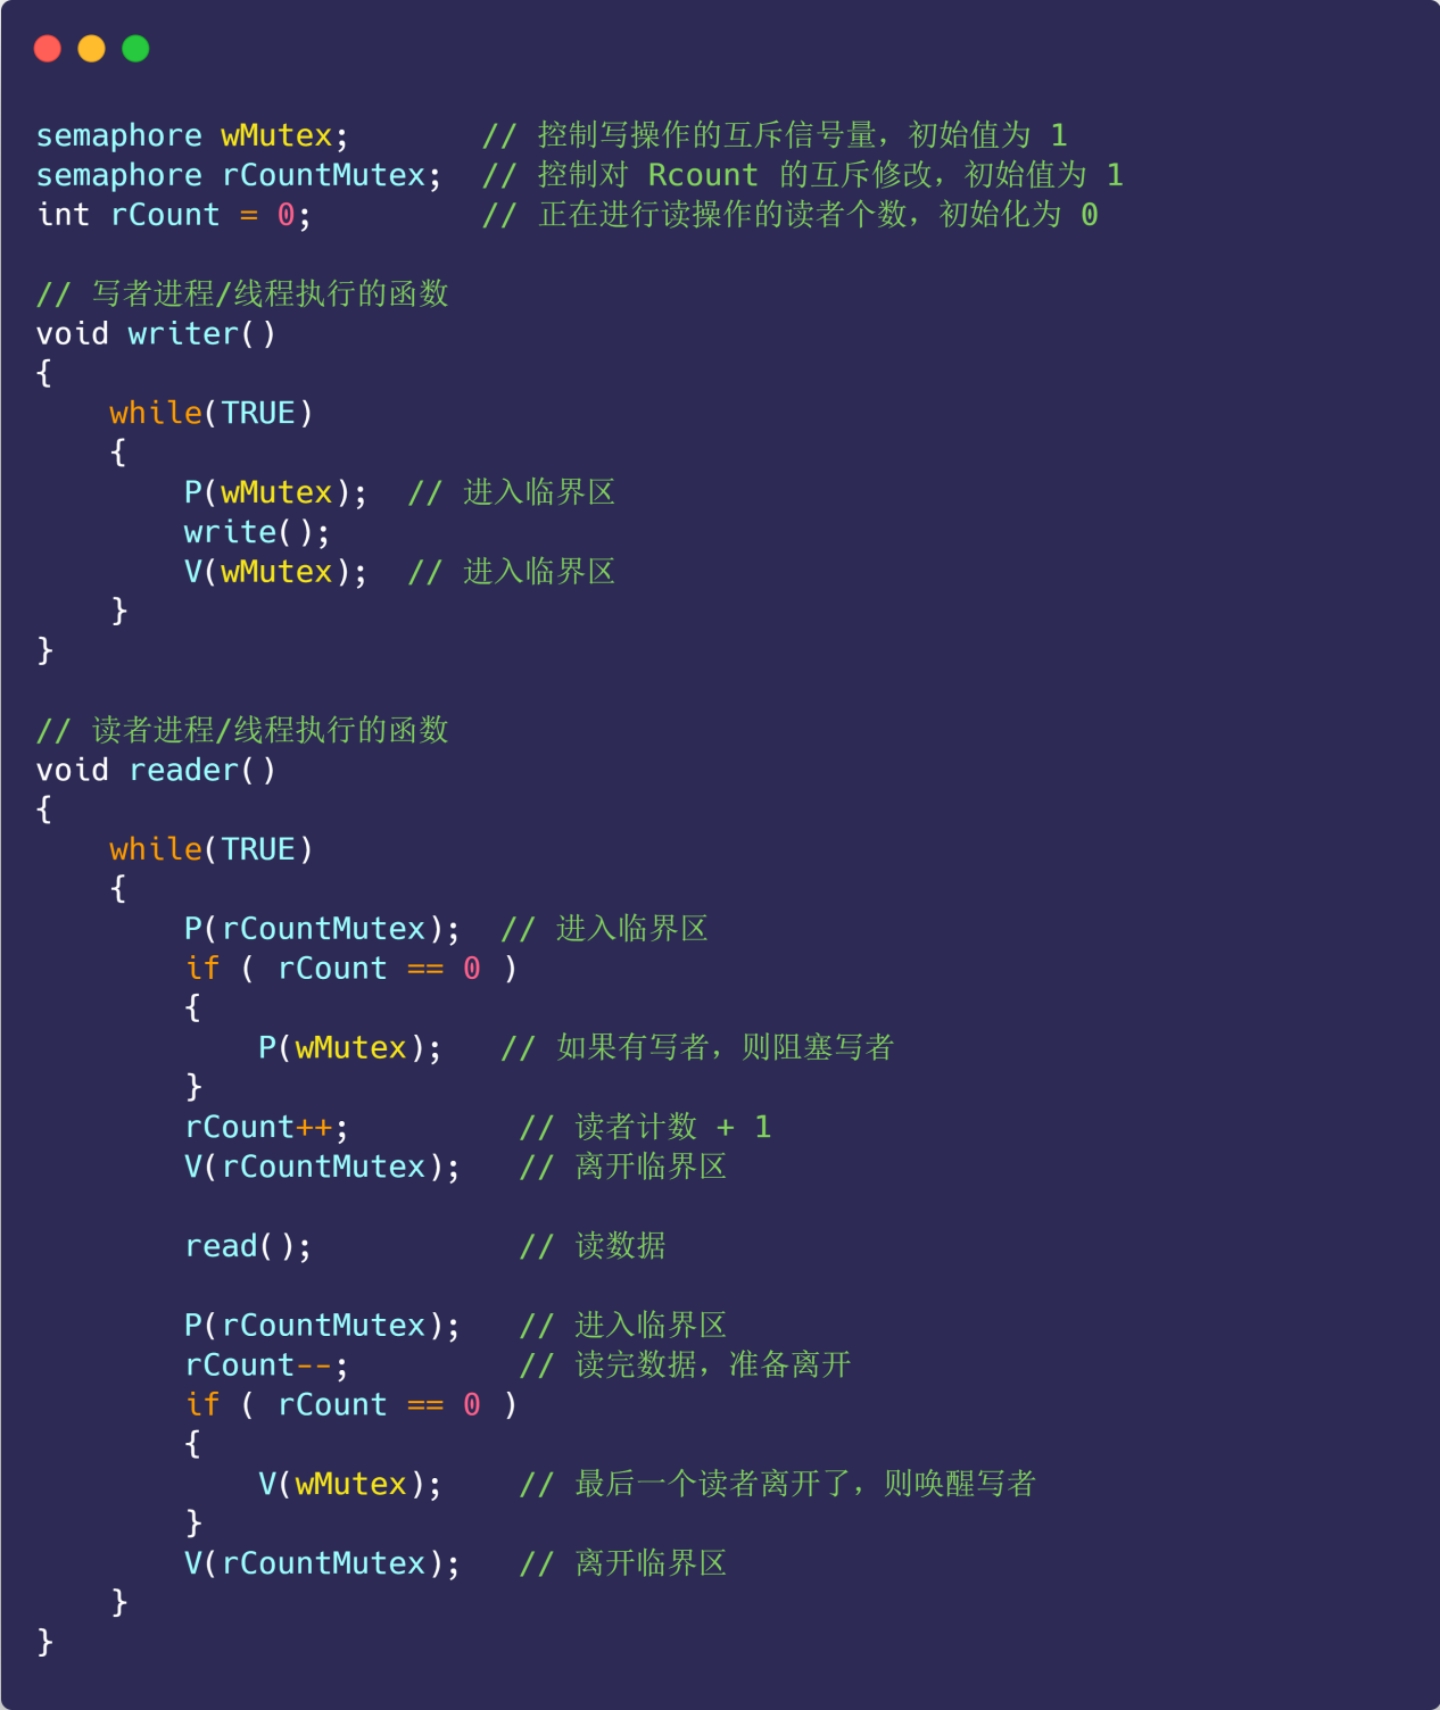 semaphore wMutex;        // 控制写操作的互斥信号量，初始值为 1
semaphore rCountMutex;  // 控制对 Rcount 的互斥修改，初始值为 1
int rCount = 0;         // 正在进行读操作的读者个数，初始化为 0
// 写者进程/线程执行的函数
void writer()
{
    while(TRUE)
    {
        P(wMutex);  // 进入临界区
        write();
        V(wMutex);  // 进入临界区
    }
}
// 读者进程/线程执行的函数
void reader()
{
    while(TRUE)
    {
        P(rCountMutex);  // 进入临界区
        if ( rCount == 0 )
        {
            P(wMutex);   // 如果有写者，则阻塞写者
        }
        rCount++;         // 读者计数 + 1
        V(rCountMutex);   // 离开临界区
        read();           // 读数据
        P(rCountMutex);   // 进入临界区
        rCount--;         // 读完数据，准备离开
        if ( rCount == 0 )
        {
            V(wMutex);    // 最后一个读者离开了，则唤醒写者
        }
        V(rCountMutex);   // 离开临界区
    }
}